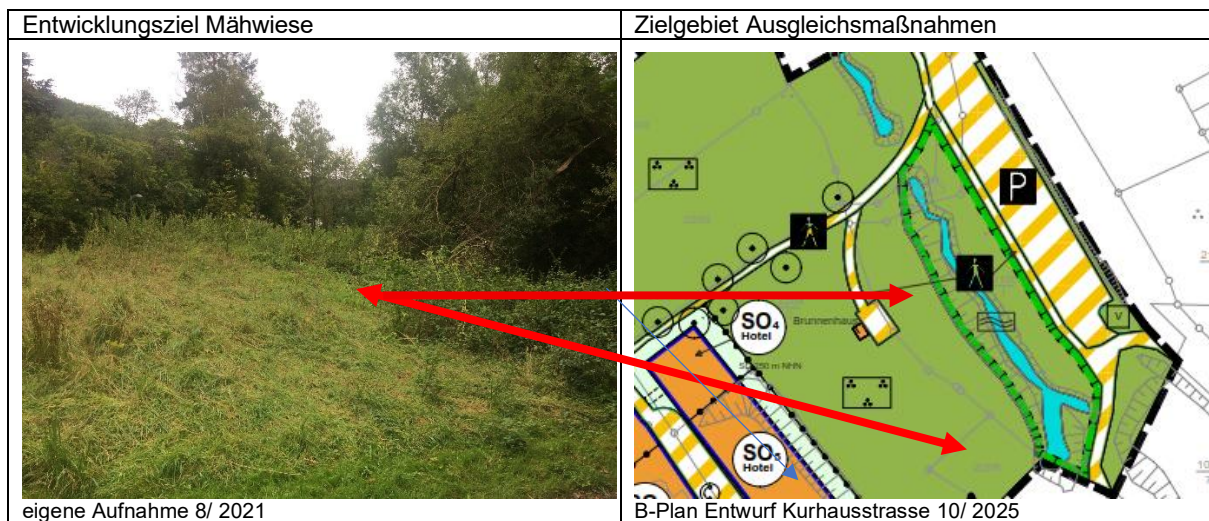 Entwicklungsziel Mähwiese
Zielgebiet Ausgleichsmaßnahmen
P
V
SO4
Hotel
Brunnenhaus
SO5
Hotel
eigene Aufnahme 8/ 2021
B-Plan Entwurf Kurhausstrasse 10/ 2025